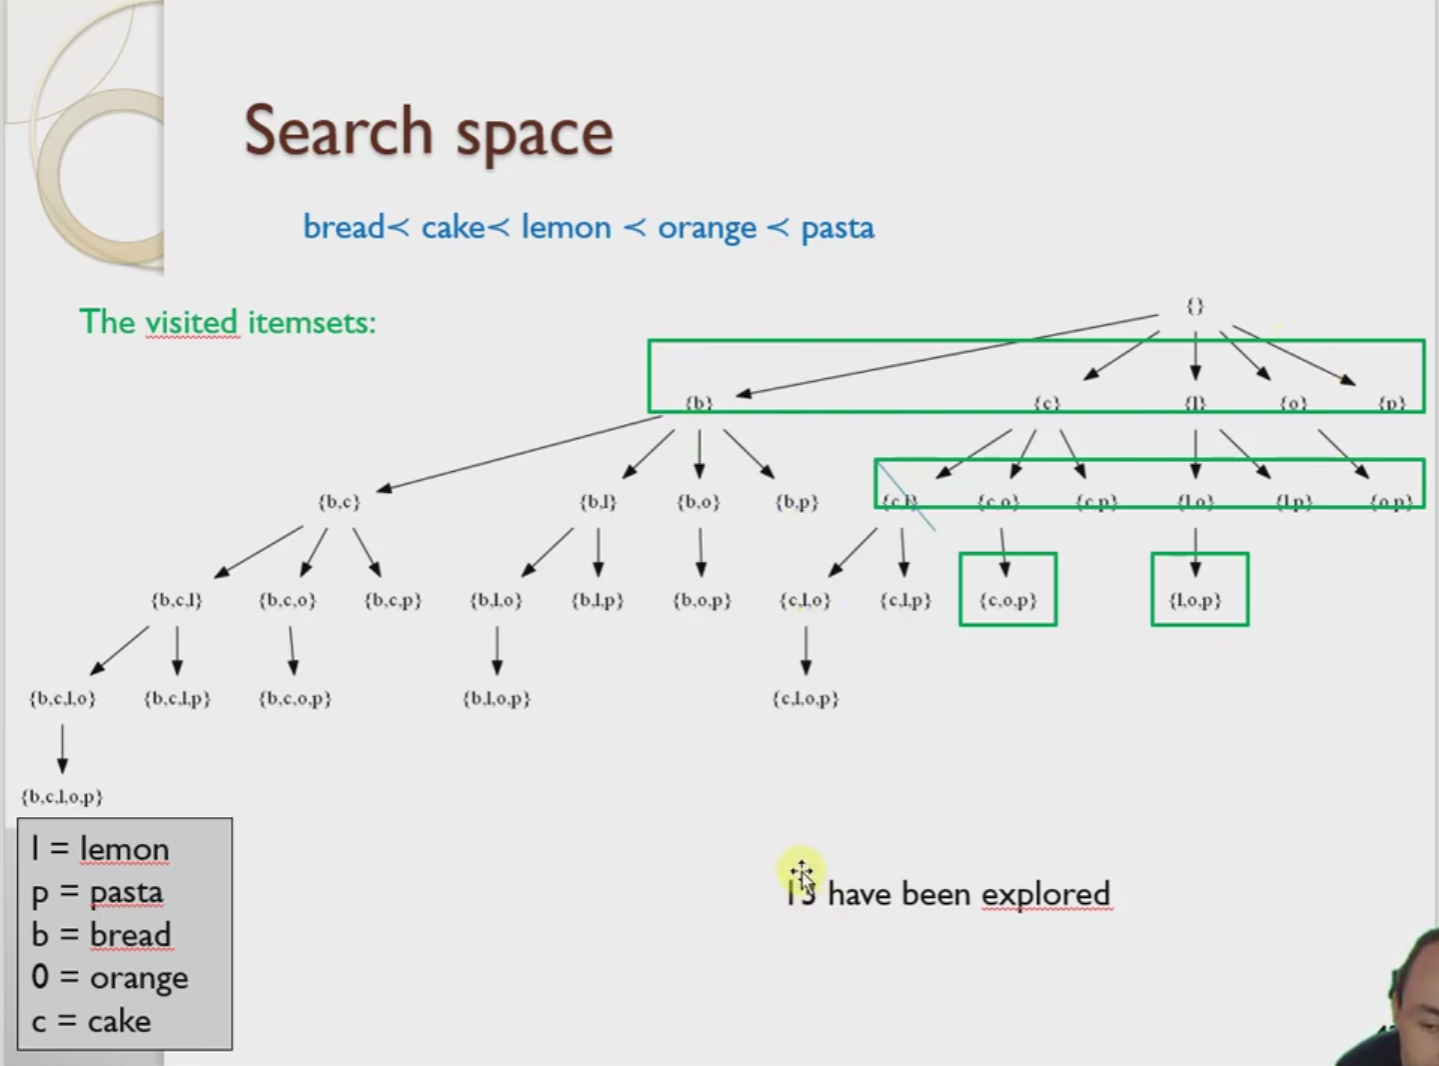 Search space
bread≺ cake≺ lemon ≺ orange ≺ pasta
The visited itemsets:
{}
{b} {c} {l} {o} {p}
{b,c} {b,l} {b,o} {b,p} {c,l} {c,o} {c,p} {l,o} {l,p} {o,p}
{b,c,l} {b,c,o} {b,c,p} {b,l,o} {b,l,p} {b,o,p} {c,l,o} {c,l,p} {c,o,p} {l,o,p}
{b,c,l,o} {b,c,l,p} {b,c,o,p} {b,l,o,p} {c,l,o,p}
{b,c,l,o,p}
l = lemon
p = pasta
b = bread
0 = orange
c = cake
13 have been explored